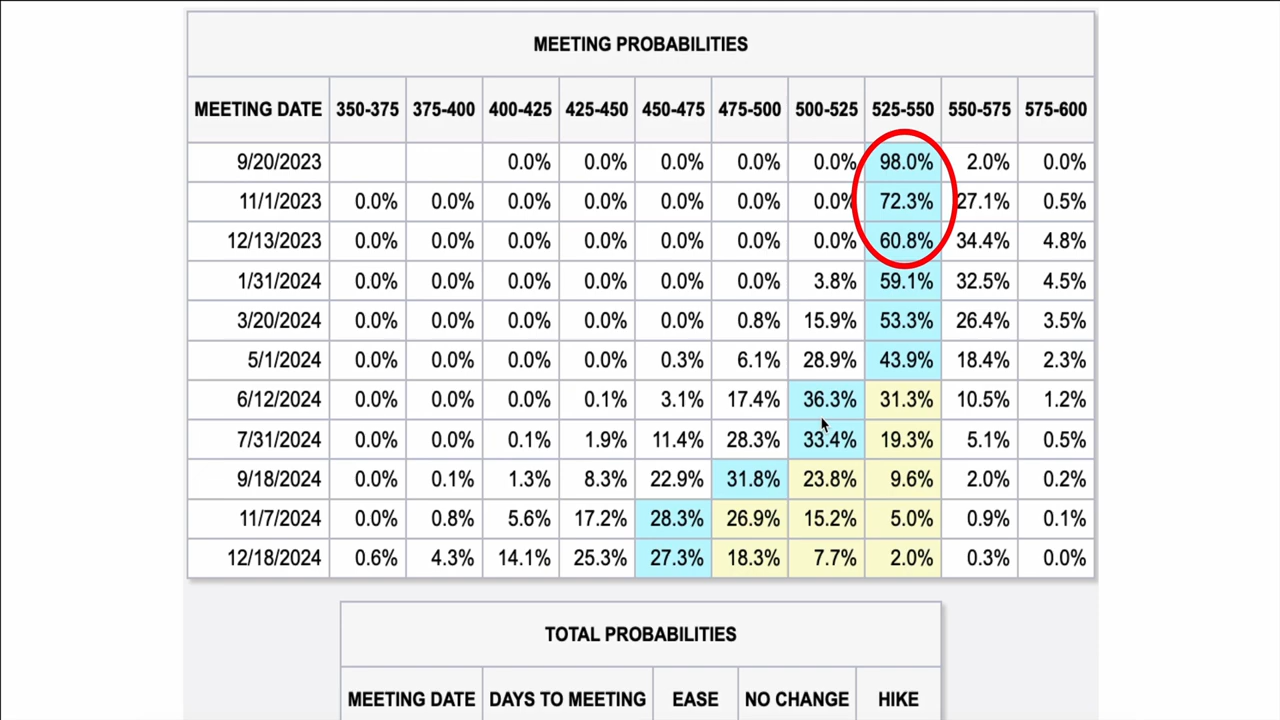 MEETING PROBABILITIES
MEETING DATE 350-375 375-400 400-425 425-450 450-475 475-500 500-525 525-550 550-575 575-600
9/20/2023 0.0% 0.0% 0.0% 0.0% 0.0% 98.0% 2.0% 0.0%
11/1/2023 0.0% 0.0% 0.0% 0.0% 0.0% 0.0% 0.0% 72.3% 27.1% 0.5%
12/13/2023 0.0% 0.0% 0.0% 0.0% 0.0% 0.0% 0.0% 60.8% 34.4% 4.8%
1/31/2024 0.0% 0.0% 0.0% 0.0% 0.0% 0.0% 3.8% 59.1% 32.5% 4.5%
3/20/2024 0.0% 0.0% 0.0% 0.0% 0.0% 0.8% 15.9% 53.3% 26.4% 3.5%
5/1/2024 0.0% 0.0% 0.0% 0.0% 0.3% 6.1% 28.9% 43.9% 18.4% 2.3%
6/12/2024 0.0% 0.0% 0.0% 0.1% 3.1% 17.4% 36.3% 31.3% 10.5% 1.2%
7/31/2024 0.0% 0.0% 0.1% 1.9% 11.4% 28.3% 33.4% 19.3% 5.1% 0.5%
9/18/2024 0.0% 0.1% 1.3% 8.3% 22.9% 31.8% 23.8% 9.6% 2.0% 0.2%
11/7/2024 0.0% 0.8% 5.6% 17.2% 28.3% 26.9% 15.2% 5.0% 0.9% 0.1%
12/18/2024 0.6% 4.3% 14.1% 25.3% 27.3% 18.3% 7.7% 2.0% 0.3% 0.0%
TOTAL PROBABILITIES
MEETING DATE DAYS TO MEETING EASE NO CHANGE HIKE